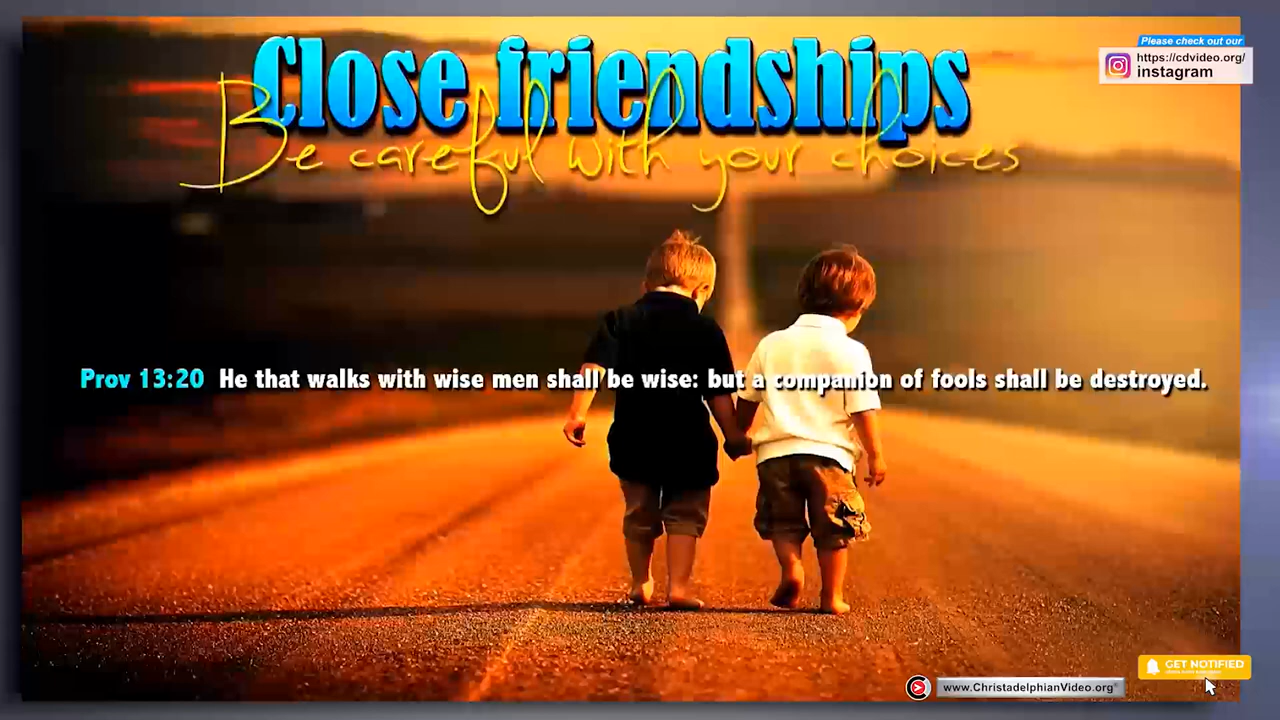 Close friendships
Be careful with your choices
Please check out our
https://cdvideo.org/
instagram
Prov 13:20 He that walks with wise men shall be wise: but a companion of fools shall be destroyed.
GET NOTIFIED
www.ChristadelphianVideo.org